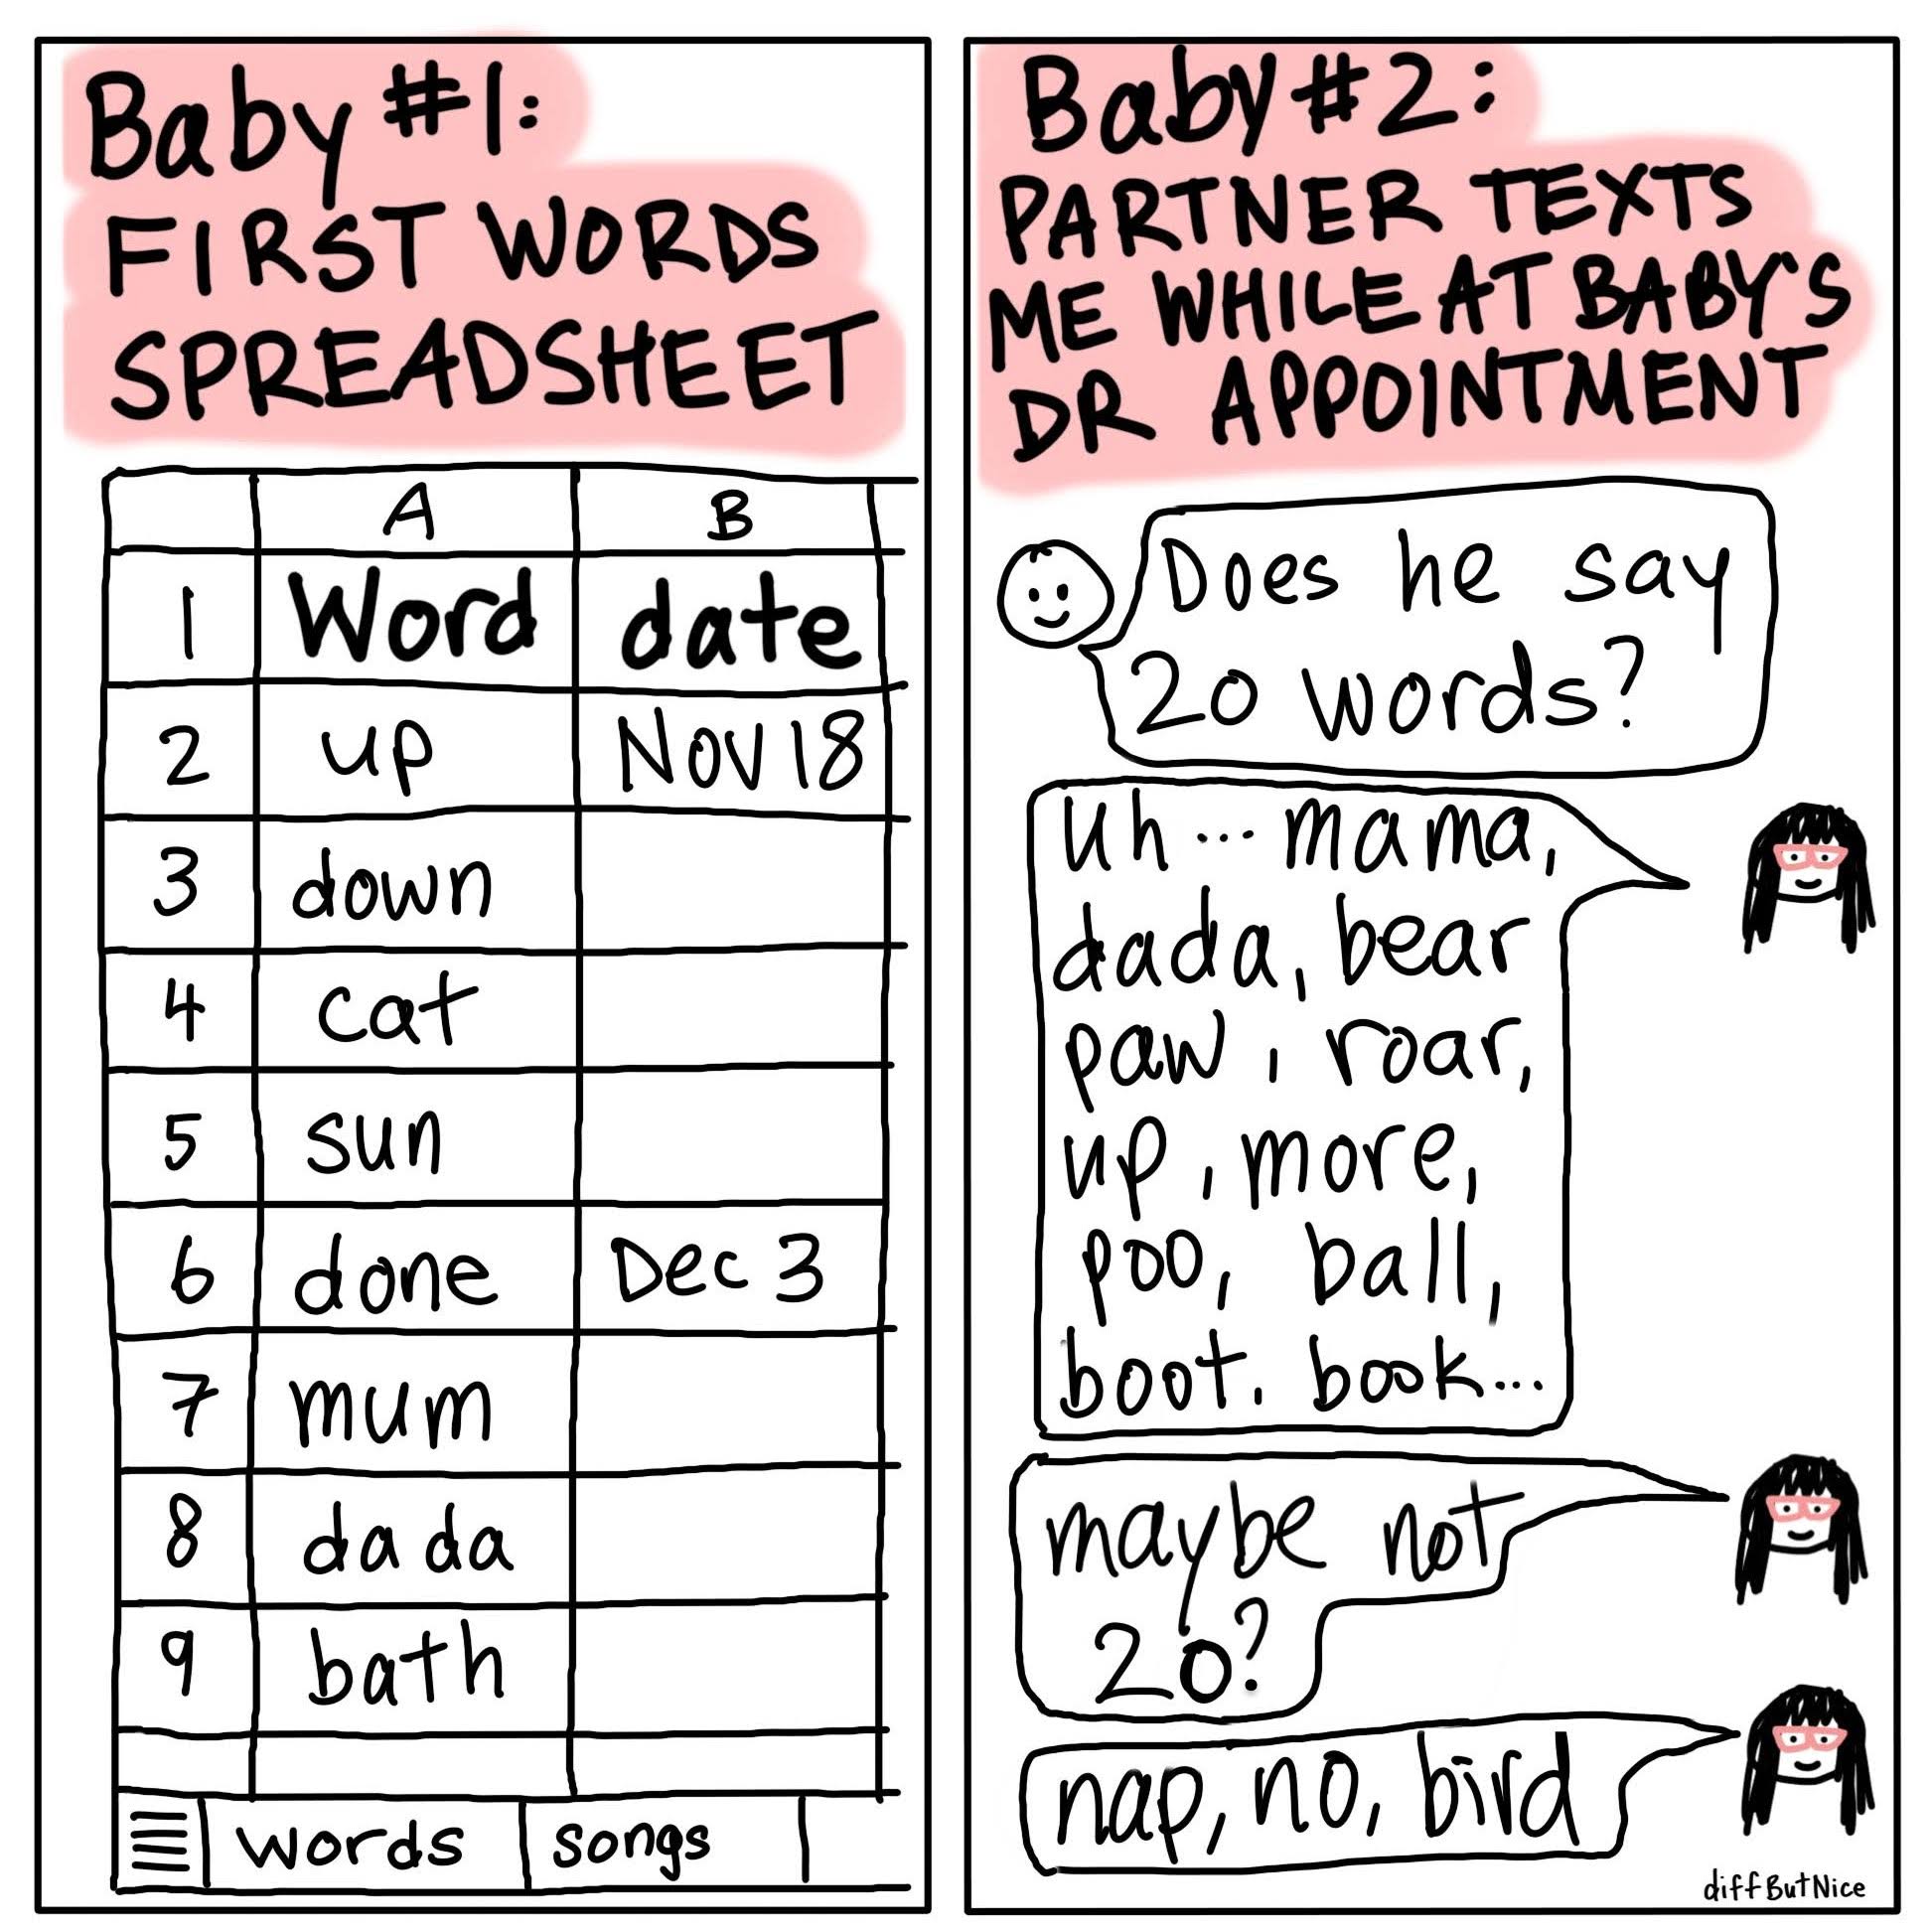 Baby #1:
FIRST WORDS
SPREADSHEET
A B
1 Word date
2 up Nov 18
3 down
4 cat
5 sun
6 done Dec 3
7 mum
8 dada
9 bath
words songs
Baby #2:
PARTNER TEXTS
ME WHILE AT BABY'S
DR APPOINTMENT
Does he say
20 words?
Uh... mama,
dada, bear
paw, roar,
up, more,
poo, ball,
boot. book...
maybe not
20?
nap, no, bird
diffButNice